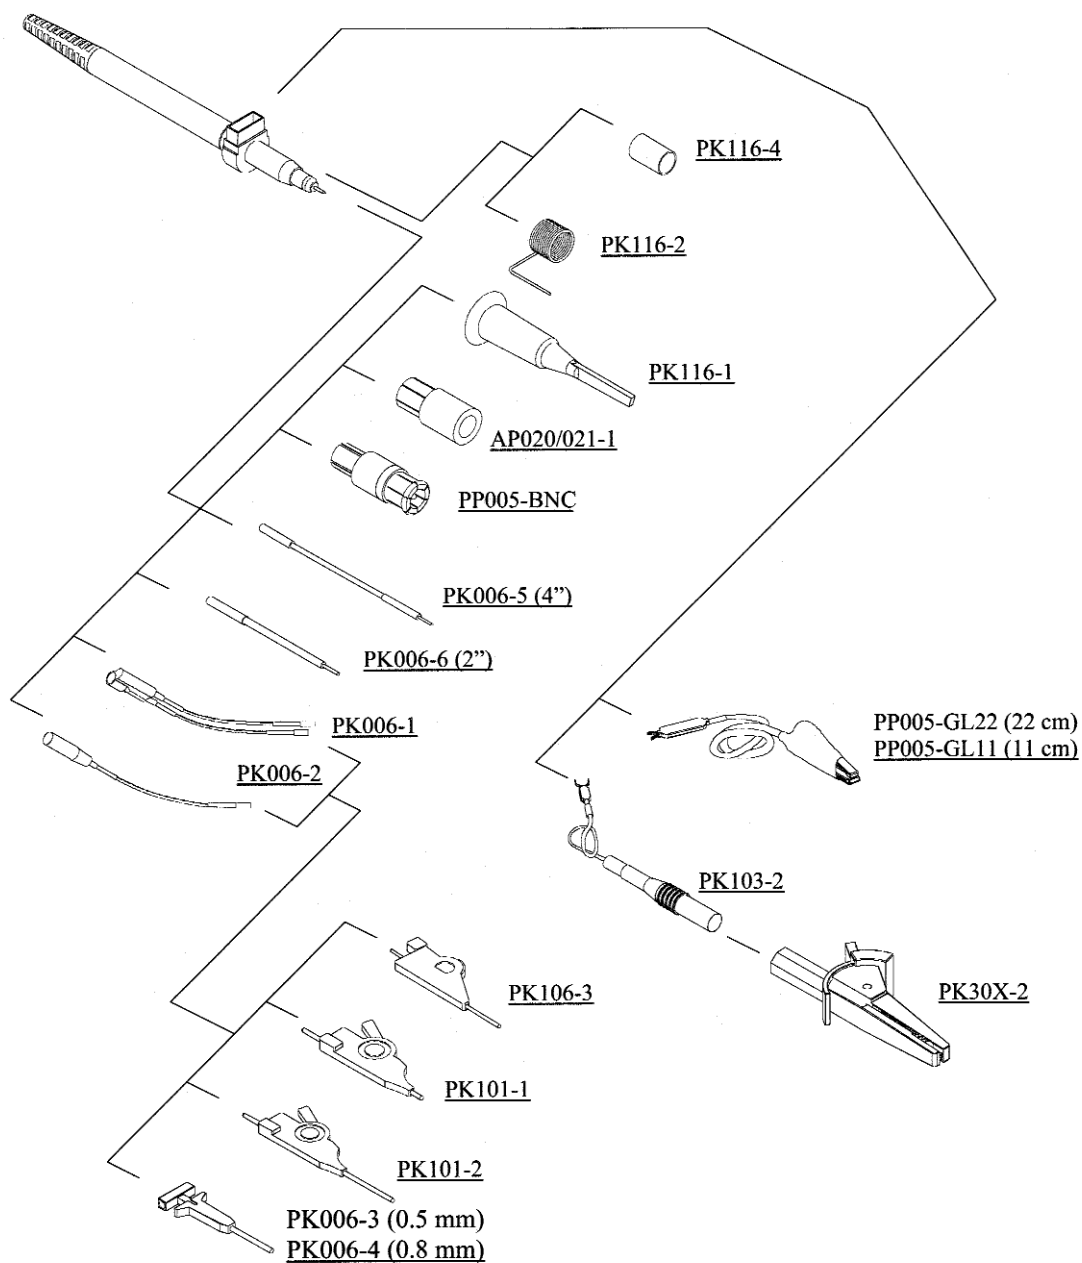 PK116-4
PK116-2
PK116-1
AP020/021-1
PP005-BNC
PK006-5 (4”)
PK006-6 (2”)
PK006-1
PP005-GL22 (22 cm)
PP005-GL11 (11 cm)
PK006-2
PK103-2
PK106-3
PK30X-2
PK101-1
PK101-2
PK006-3 (0.5 mm)
PK006-4 (0.8 mm)